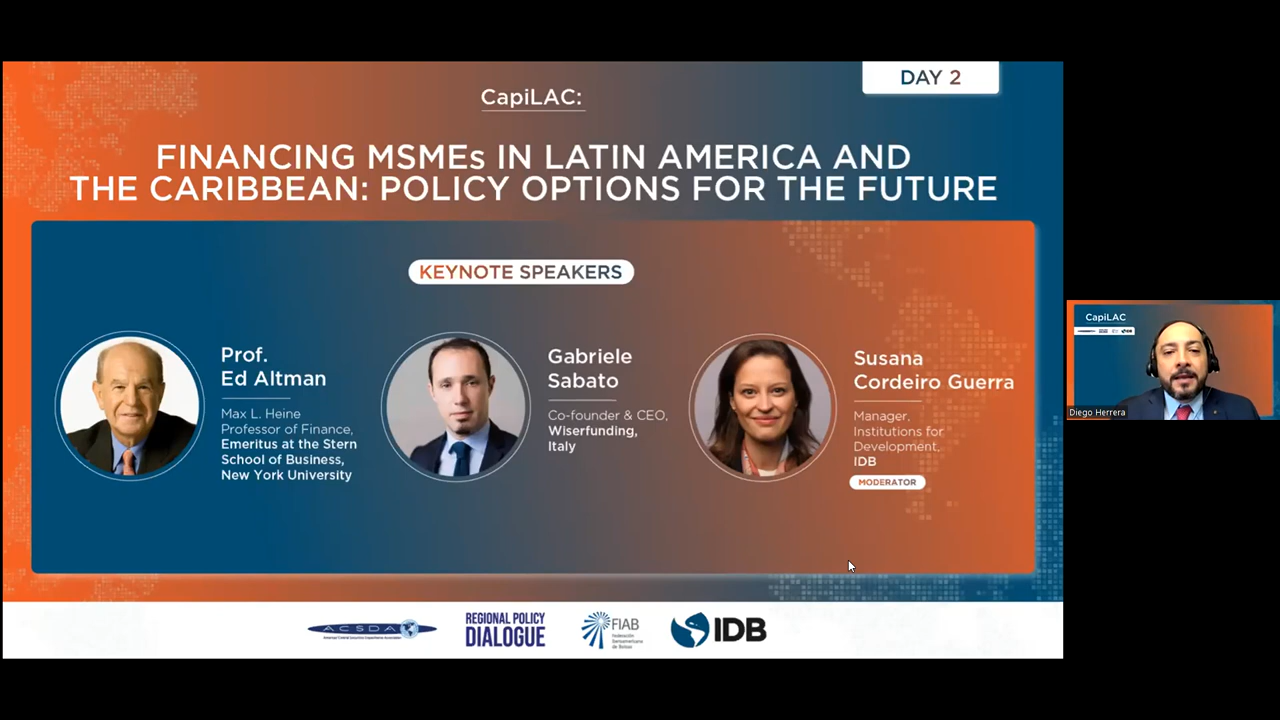 DAY 2
CapiLAC:
FINANCING MSMEs IN LATIN AMERICA AND
THE CARIBBEAN: POLICY OPTIONS FOR THE FUTURE
KEYNOTE SPEAKERS
Prof.
Ed Altman
Max L. Heine
Professor of Finance,
Emeritus at the Stern
School of Business,
New York University
Gabriele
Sabato
Co-founder & CEO,
Wiserfunding,
Italy
Susana
Cordeiro Guerra
Manager,
Institutions for
Development,
IDB
MODERATOR
CapiLAC
Diego Herrera
ACSDA
REGIONAL POLICY
DIALOGUE
FIAB
Federación
Iberoamericana
de Bolsas
IDB